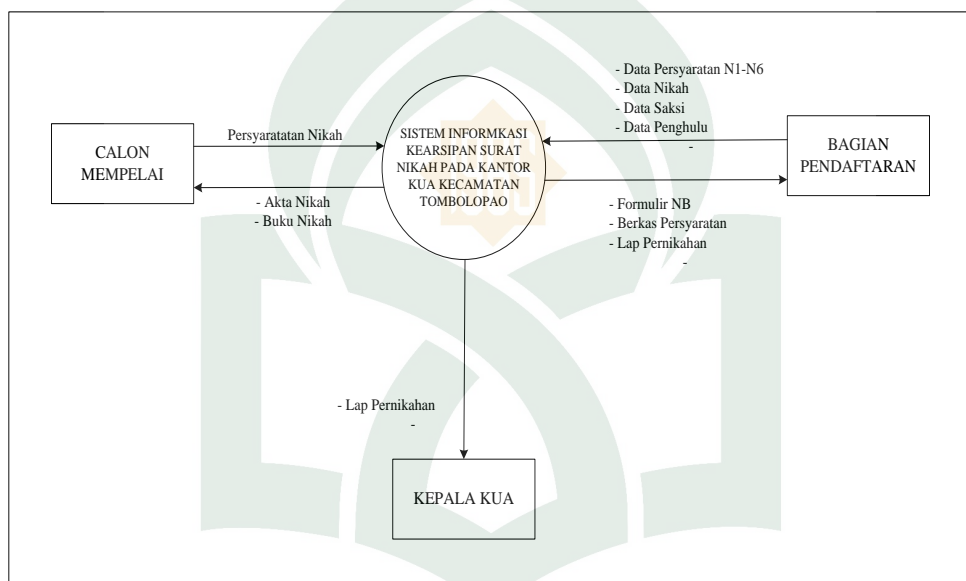 - Data Persyaratan N1-N6
- Data Nikah
- Data Saksi
- Data Penghulu
-
Persyaratatan Nikah
CALON
MEMPELAI
SISTEM INFORMKASI
KEARSIPAN SURAT
NIKAH PADA KANTOR
KUA KECAMATAN
TOMBOLOPAO
BAGIAN
PENDAFTARAN
- Akta Nikah
- Buku Nikah
- Formulir NB
- Berkas Persyaratan
- Lap Pernikahan
-
- Lap Pernikahan
-
KEPALA KUA